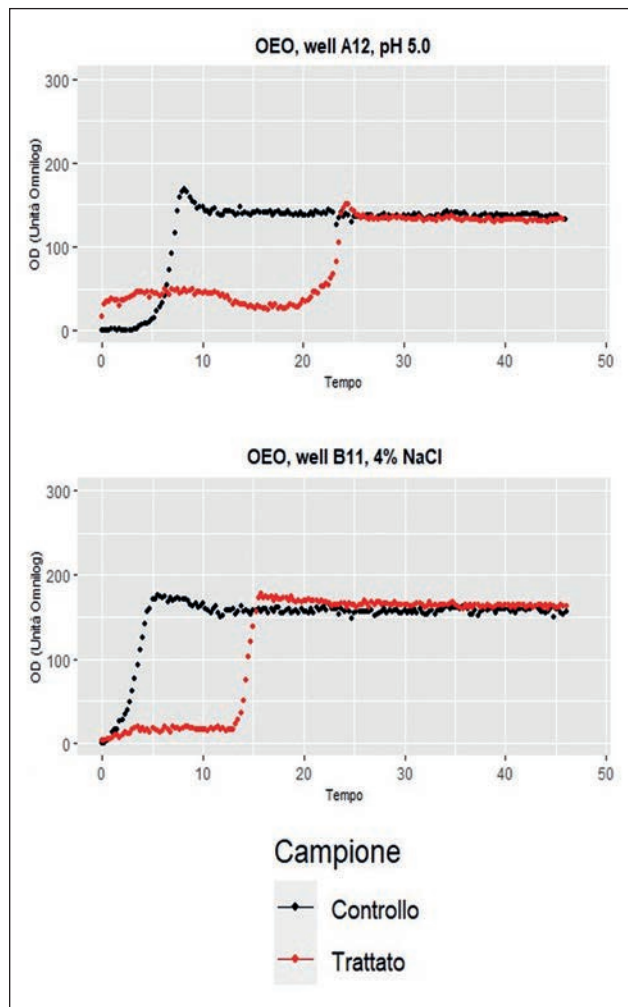 OEO, well A12, pH 5.0
300
200
100
0
OD (Unità Omnilog)
0 10 20 30 40 50
Tempo
OEO, well B11, 4% NaCl
300
200
100
0
OD (Unità Omnilog)
0 10 20 30 40 50
Tempo
Campione
Controllo
Trattato